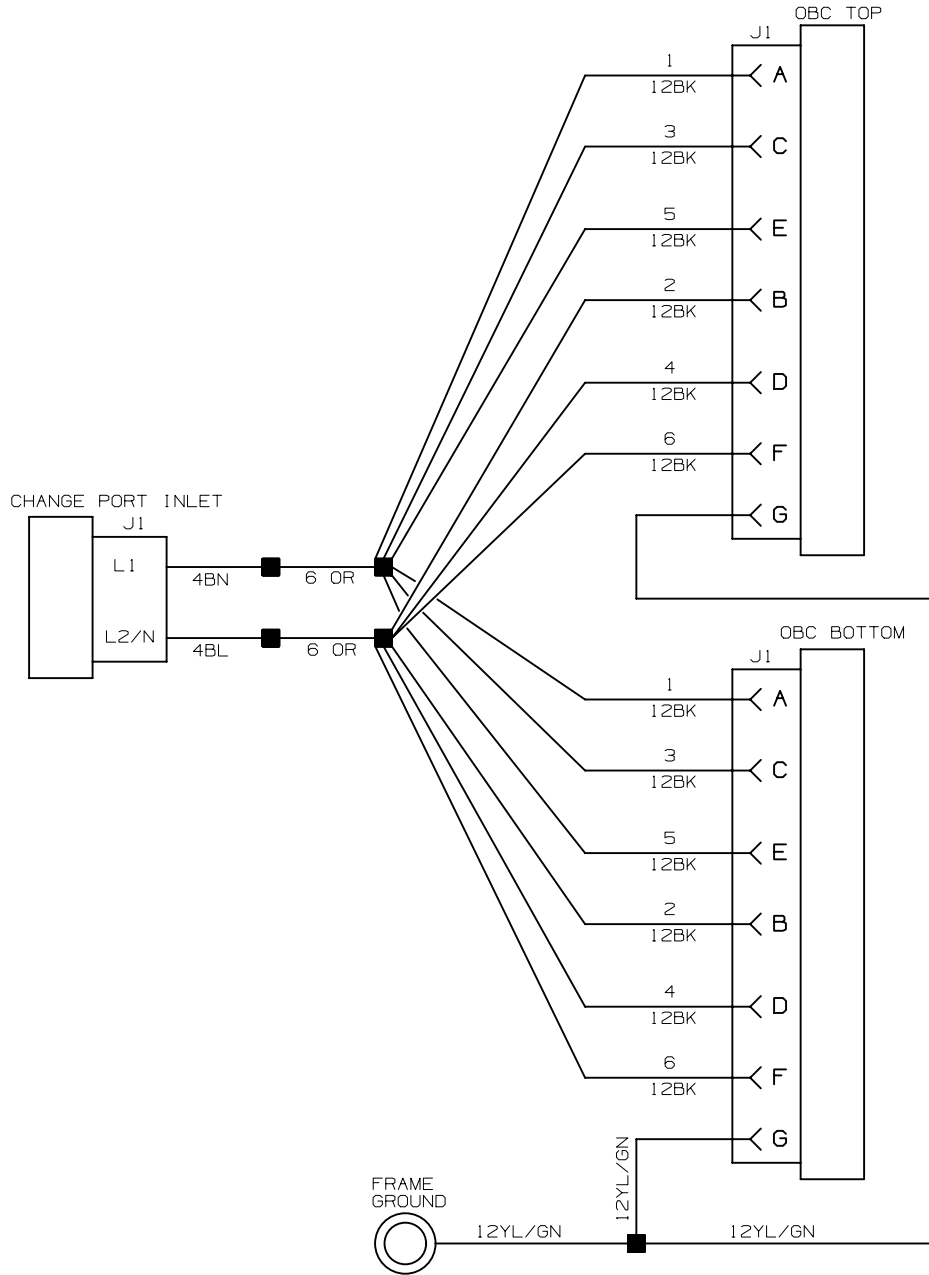 OBC TOP
J1
1
12BK
A
3
12BK
C
5
12BK
E
2
12BK
B
4
12BK
D
6
12BK
F
G
CHANGE PORT INLET
J1
L1
4BN
6 OR
L2/N
4BL
6 OR
OBC BOTTOM
J1
1
12BK
A
3
12BK
C
5
12BK
E
2
12BK
B
4
12BK
D
6
12BK
F
G
12YL/GN
FRAME
GROUND
12YL/GN
12YL/GN